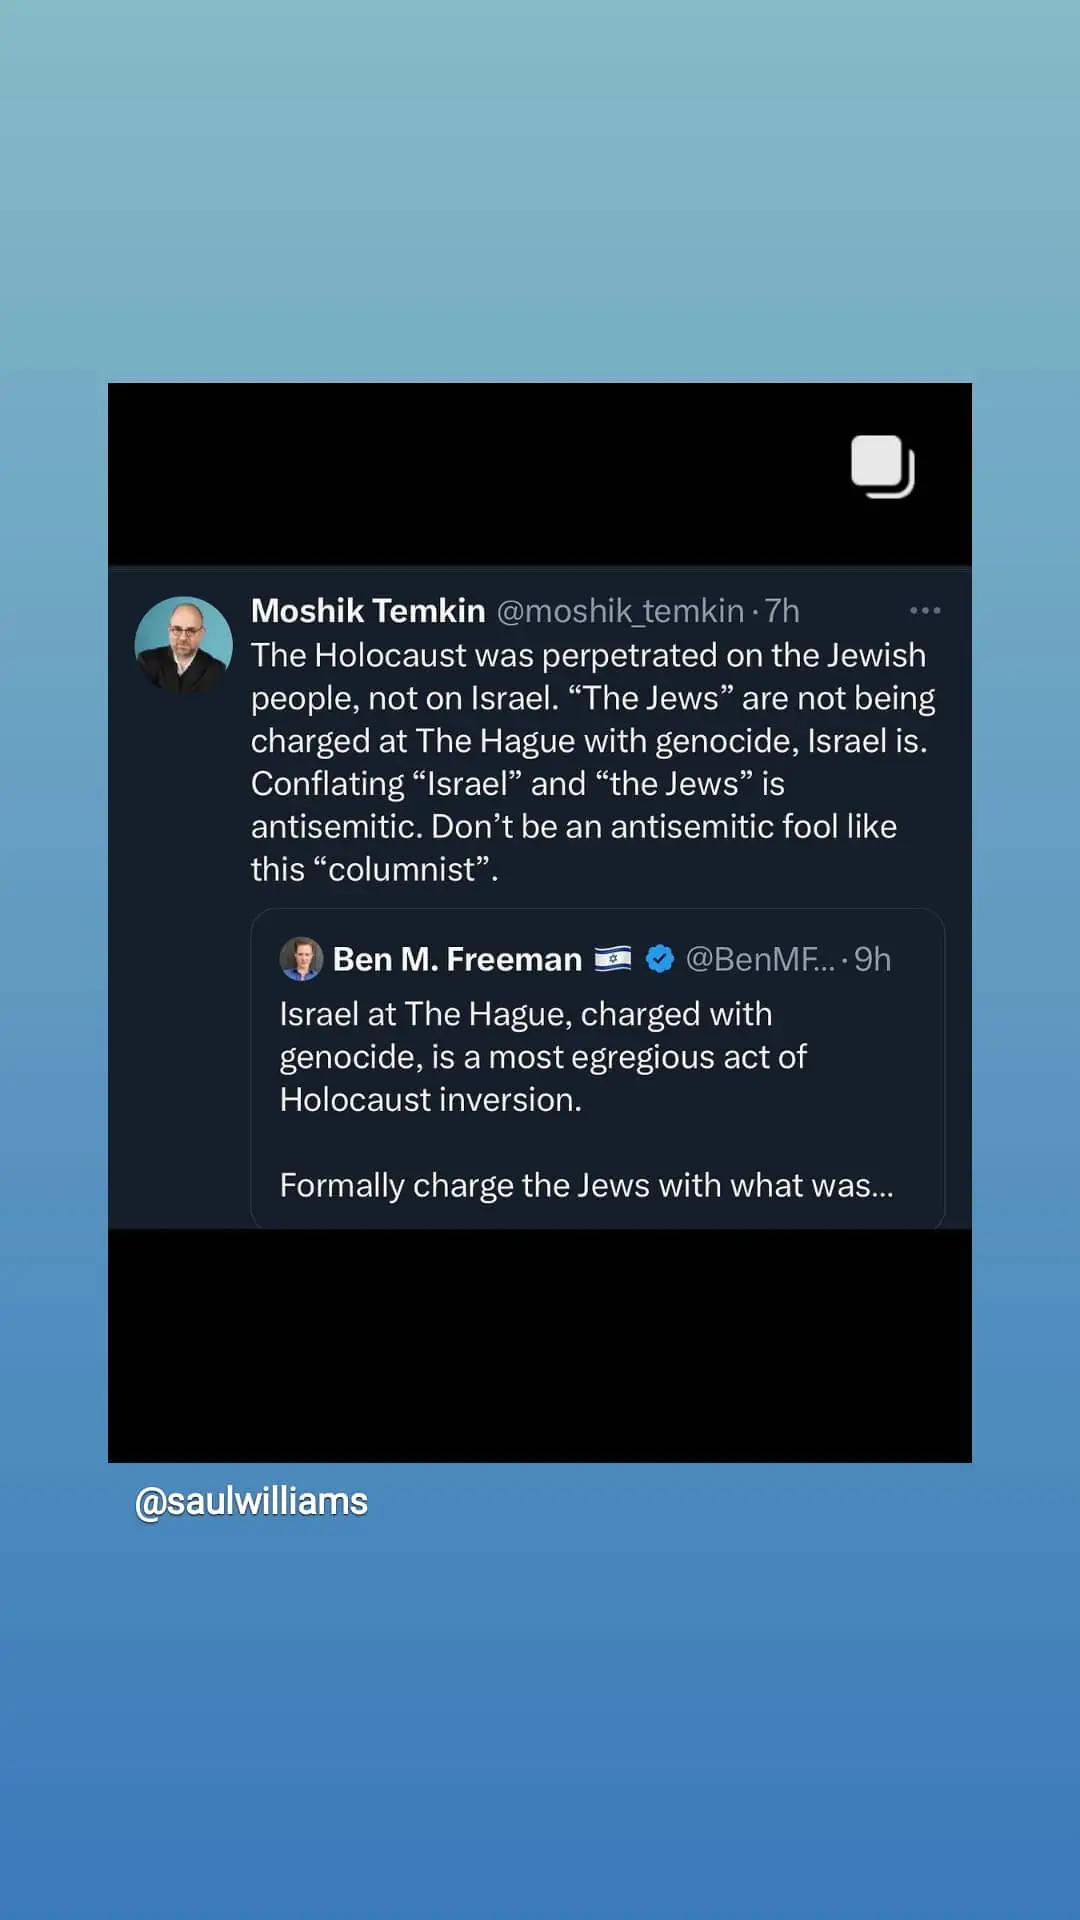 Moshik Temkin @moshik_temkin · 7h
The Holocaust was perpetrated on the Jewish
people, not on Israel. “The Jews” are not being
charged at The Hague with genocide, Israel is.
Conflating “Israel” and “the Jews” is
antisemitic. Don’t be an antisemitic fool like
this “columnist”.
Ben M. Freeman 🇮🇱 @BenMF... · 9h
Israel at The Hague, charged with
genocide, is a most egregious act of
Holocaust inversion.
Formally charge the Jews with what was...
@saulwilliams